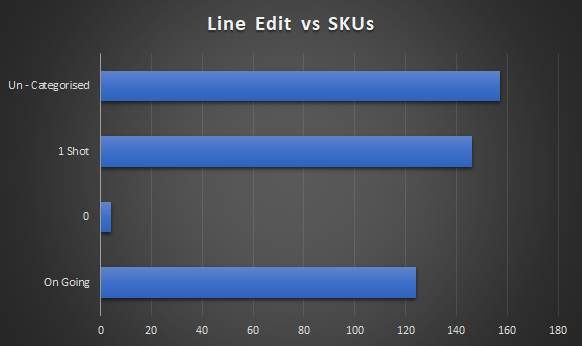 Line Edit vs SKUs
Un - Categorised
1 Shot
0
On Going
0 20 40 60 80 100 120 140 160 180